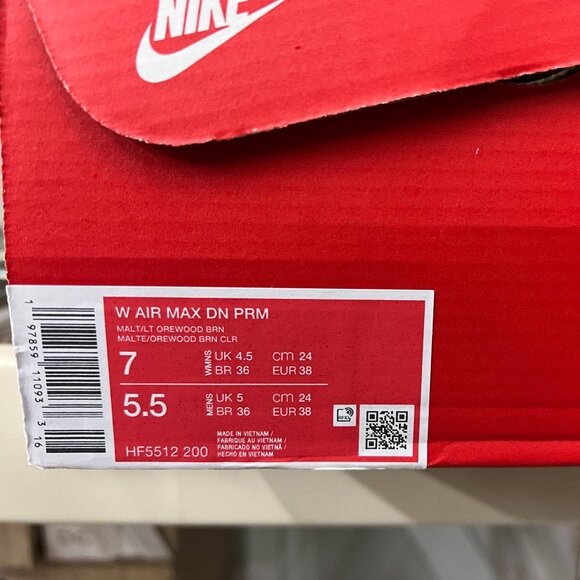 NIKE
W AIR MAX DN PRM
MALT/LT OREWOOD BRN
MALTE/OREWOOD BRN CLR
7 WMNS UK 4.5 cm 24
BR 36 EUR 38
5.5 MENS UK 5 cm 24
BR 36 EUR 38
MADE IN VIETNAM /
FABRIQUE AU VIETNAM /
FABRICADO NO VIETNÃ /
HECHO EN VIETNAM
HF5512 200
1 97859 11093 316